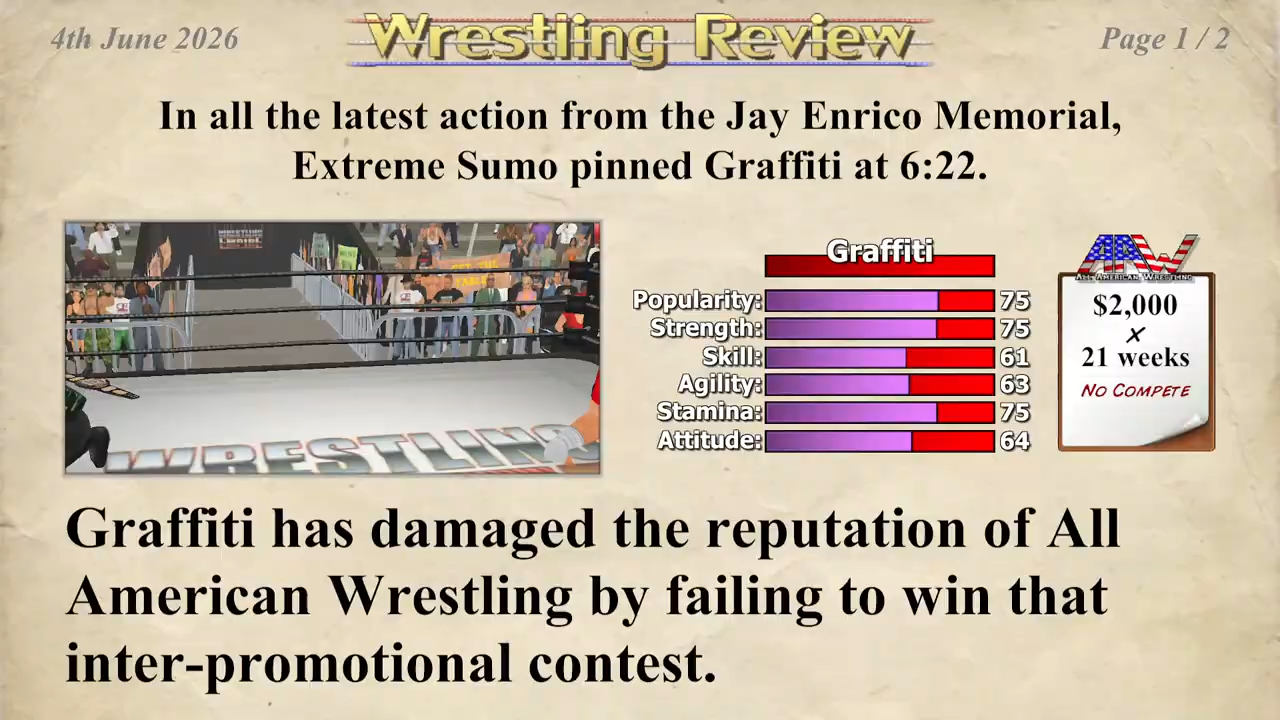 4th June 2026
Wrestling Review
Page 1 / 2
In all the latest action from the Jay Enrico Memorial,
Extreme Sumo pinned Graffiti at 6:22.
WRESTLING
EMPIRE
WRESTLING
Graffiti
Popularity: 75
Strength: 75
Skill: 61
Agility: 63
Stamina: 75
Attitude: 64
AAW
ALL AMERICAN WRESTLING
$2,000
x
21 weeks
NO COMPETE
Graffiti has damaged the reputation of All
American Wrestling by failing to win that
inter-promotional contest.